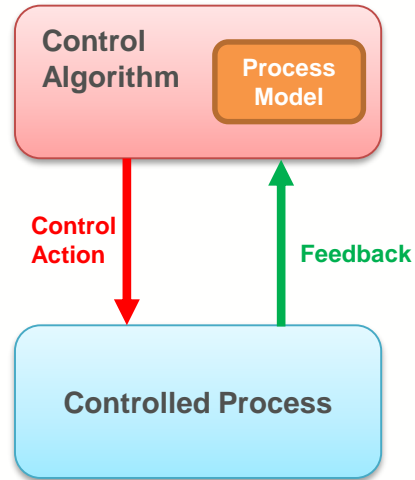 Control
Algorithm
Process
Model
Control
Action
Feedback
Controlled Process